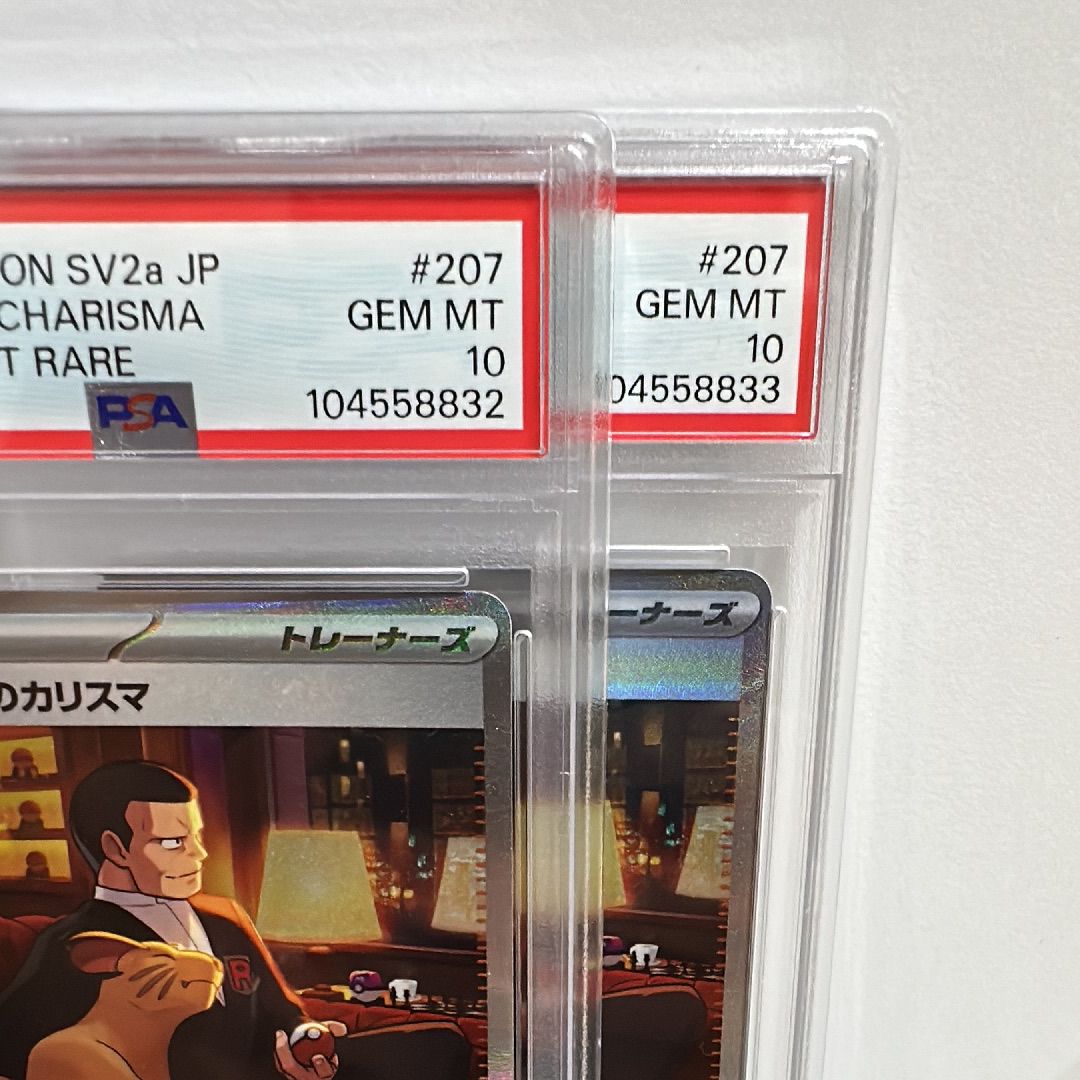 ON SV2a JP #207
CHARISMA GEM MT
T RARE 10
PSA 104558832
#207
GEM MT
10
04558833
トレーナーズ
のカリスマ
R
ーナーズ